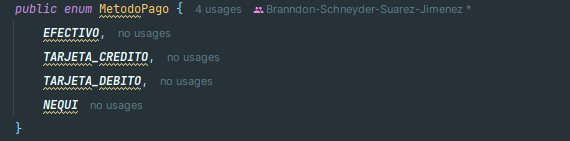 public enum MetodoPago {  4 usages  Branndon-Schneyder-Suarez-Jimenez *
EFECTIVO,  no usages
TARJETA_CREDITO,  no usages
TARJETA_DEBITO,  no usages
NEQUI  no usages
}